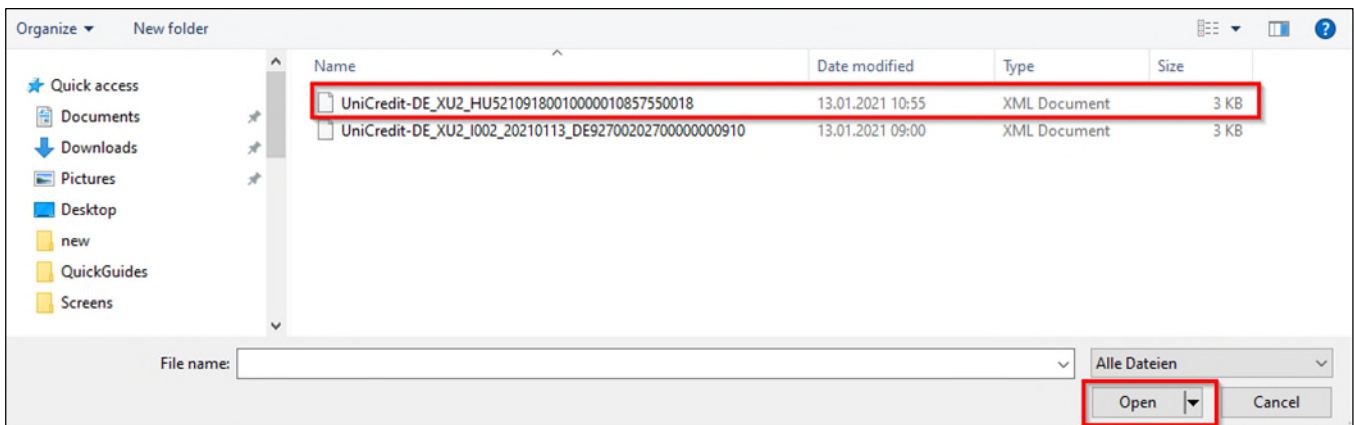 Organize New folder
Quick access
Documents
Downloads
Pictures
Desktop
new
QuickGuides
Screens
Name Date modified Type Size
UniCredit-DE_XU2_HU52109180010000010857550018 13.01.2021 10:55 XML Document 3 KB
UniCredit-DE_XU2_I002_20210113_DE92700202700000000910 13.01.2021 09:00 XML Document 3 KB
File name: Alle Dateien
Open Cancel